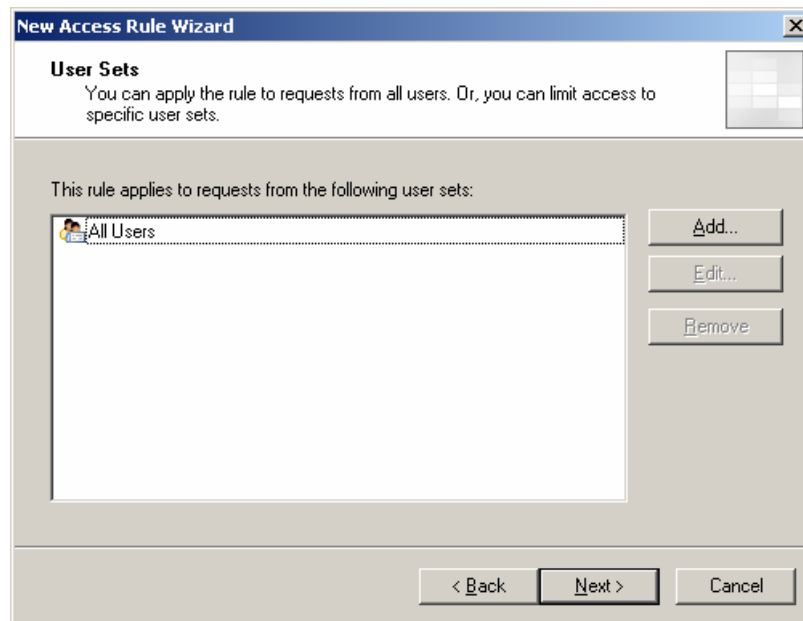 New Access Rule Wizard
User Sets
You can apply the rule to requests from all users. Or, you can limit access to
specific user sets.
This rule applies to requests from the following user sets:
All Users
Add...
Edit...
Remove
< Back
Next >
Cancel